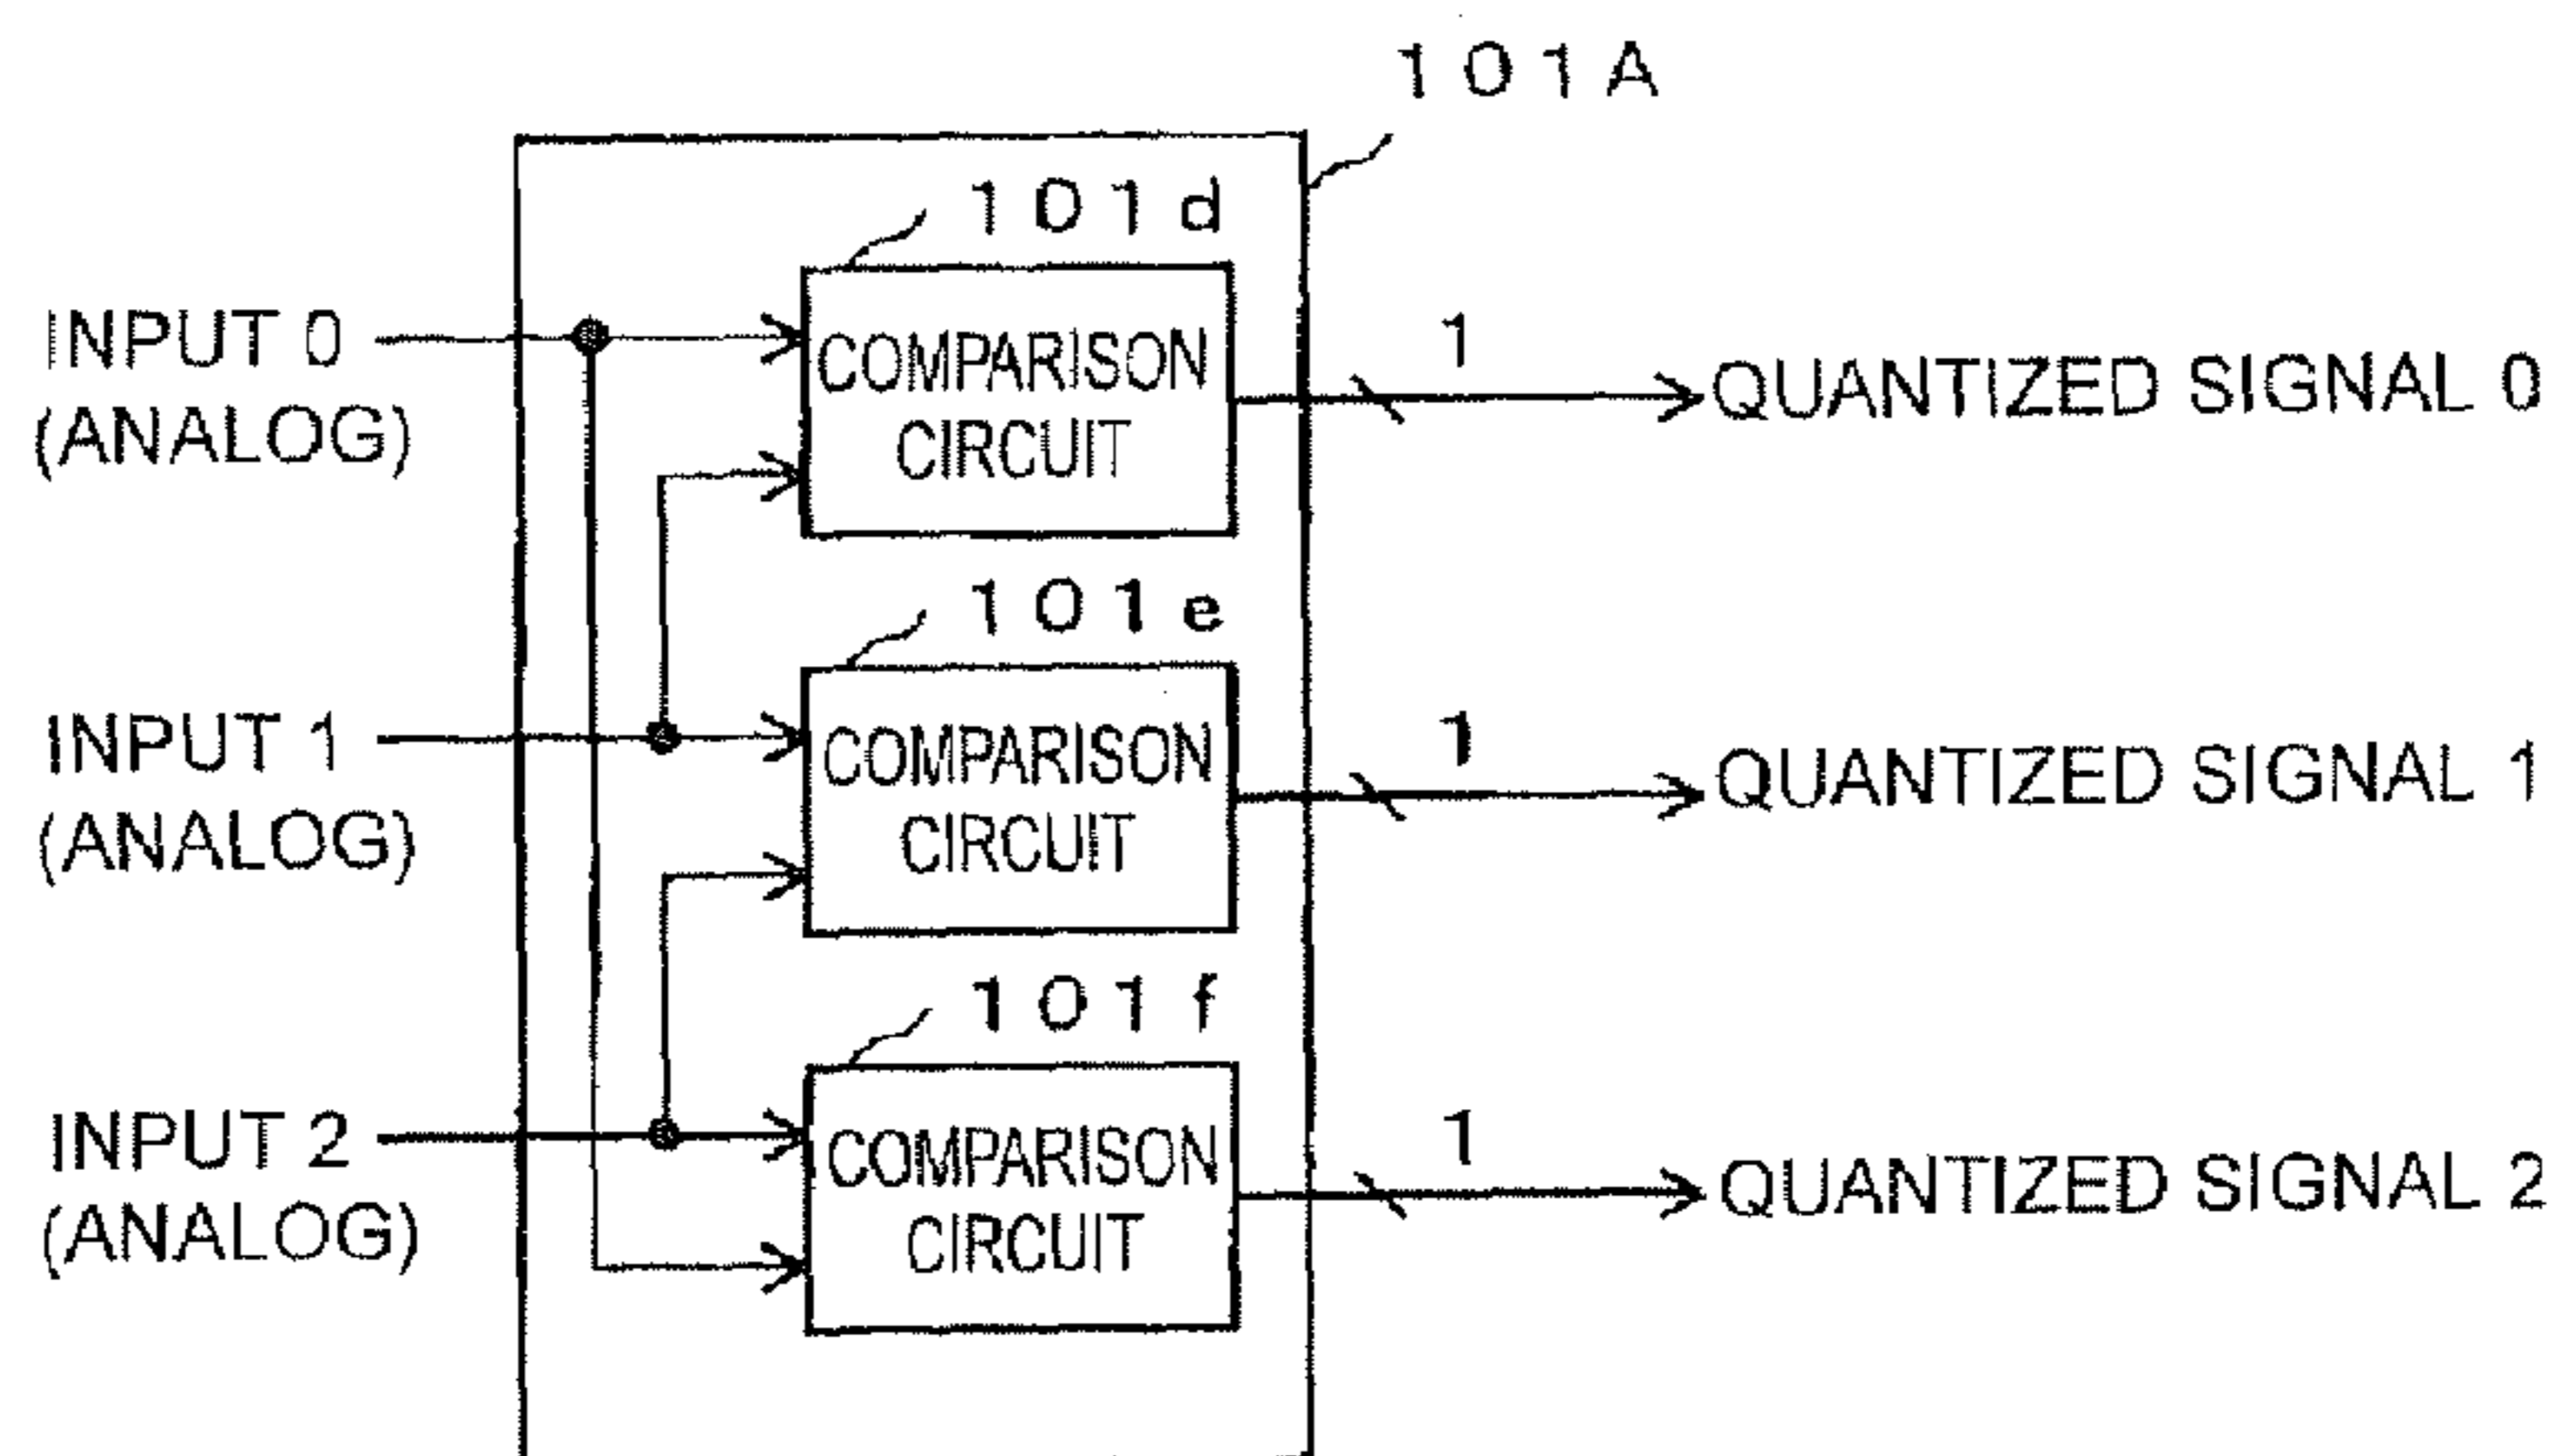 101A
101d
INPUT 0
(ANALOG)
COMPARISON
CIRCUIT
1
QUANTIZED SIGNAL 0
101e
INPUT 1
(ANALOG)
COMPARISON
CIRCUIT
1
QUANTIZED SIGNAL 1
101f
INPUT 2
(ANALOG)
COMPARISON
CIRCUIT
1
QUANTIZED SIGNAL 2